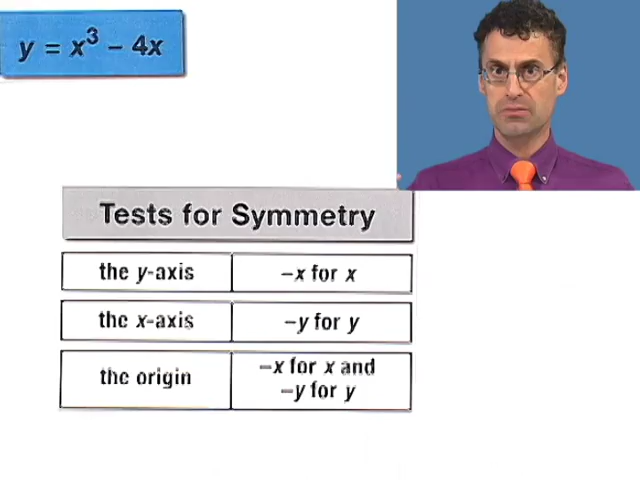 y = x³ – 4x
Tests for Symmetry
the y-axis
–x for x
the x-axis
–y for y
the origin
–x for x and
–y for y